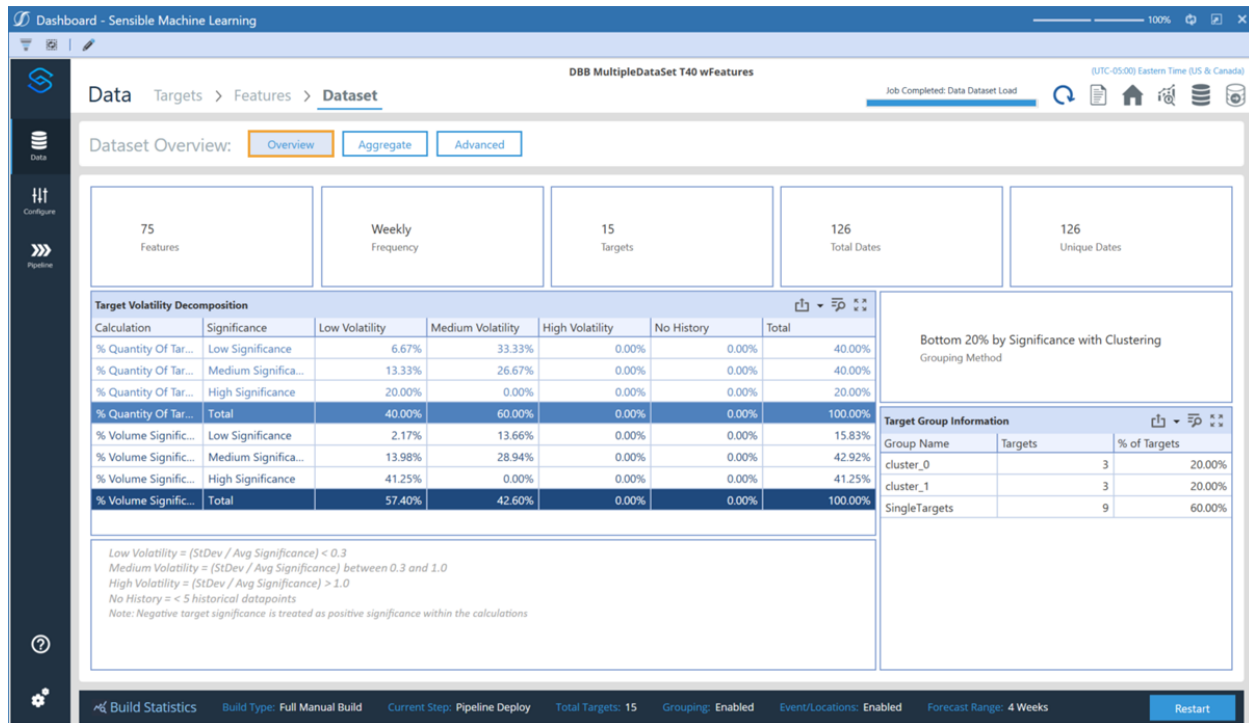 Dashboard - Sensible Machine Learning
100%
DBB MultipleDataSet T40 wFeatures
(UTC-05:00) Eastern Time (US & Canada)
Data Targets > Features > Dataset
Job Completed: Data Dataset Load
Data
Configure
Pipeline
Dataset Overview: Overview Aggregate Advanced
75
Features
Weekly
Frequency
15
Targets
126
Total Dates
126
Unique Dates
Target Volatility Decomposition
Calculation Significance Low Volatility Medium Volatility High Volatility No History Total
% Quantity Of Tar... Low Significance 6.67% 33.33% 0.00% 0.00% 40.00%
% Quantity Of Tar... Medium Significa... 13.33% 26.67% 0.00% 0.00% 40.00%
% Quantity Of Tar... High Significance 20.00% 0.00% 0.00% 0.00% 20.00%
% Quantity Of Tar... Total 40.00% 60.00% 0.00% 0.00% 100.00%
% Volume Signific... Low Significance 2.17% 13.66% 0.00% 0.00% 15.83%
% Volume Signific... Medium Significa... 13.98% 28.94% 0.00% 0.00% 42.92%
% Volume Signific... High Significance 41.25% 0.00% 0.00% 0.00% 41.25%
% Volume Signific... Total 57.40% 42.60% 0.00% 0.00% 100.00%
Low Volatility = (StDev / Avg Significance) < 0.3
Medium Volatility = (StDev / Avg Significance) between 0.3 and 1.0
High Volatility = (StDev / Avg Significance) > 1.0
No History = < 5 historical datapoints
Note: Negative target significance is treated as positive significance within the calculations
Bottom 20% by Significance with Clustering
Grouping Method
Target Group Information
Group Name Targets % of Targets
cluster_0 3 20.00%
cluster_1 3 20.00%
SingleTargets 9 60.00%
Build Statistics Build Type: Full Manual Build Current Step: Pipeline Deploy Total Targets: 15 Grouping: Enabled Event/Locations: Enabled Forecast Range: 4 Weeks Restart